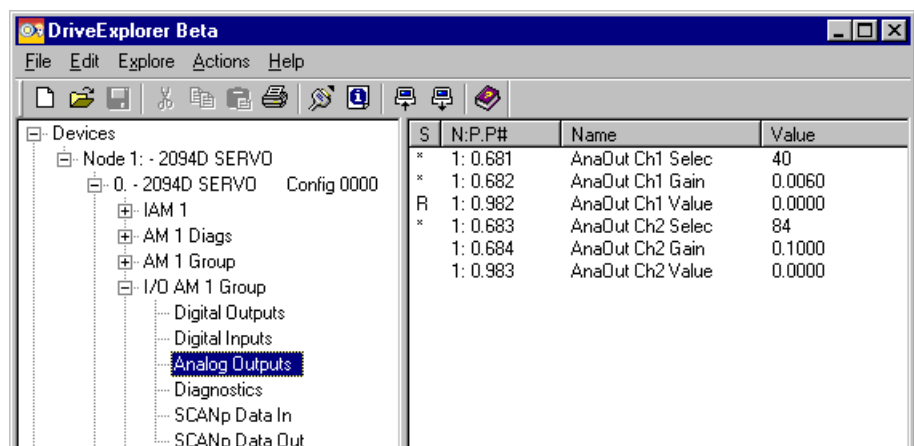 DriveExplorer Beta
File Edit Explore Actions Help
Devices
Node 1: - 2094D SERVO
0. - 2094D SERVO Config 0000
IAM 1
AM 1 Diags
AM 1 Group
I/O AM 1 Group
Digital Outputs
Digital Inputs
Analog Outputs
Diagnostics
SCANp Data In
SCANp Data Out
S N:P.P# Name Value
* 1: 0.681 AnaOut Ch1 Selec 40
* 1: 0.682 AnaOut Ch1 Gain 0.0060
R 1: 0.982 AnaOut Ch1 Value 0.0000
* 1: 0.683 AnaOut Ch2 Selec 84
1: 0.684 AnaOut Ch2 Gain 0.1000
1: 0.983 AnaOut Ch2 Value 0.0000